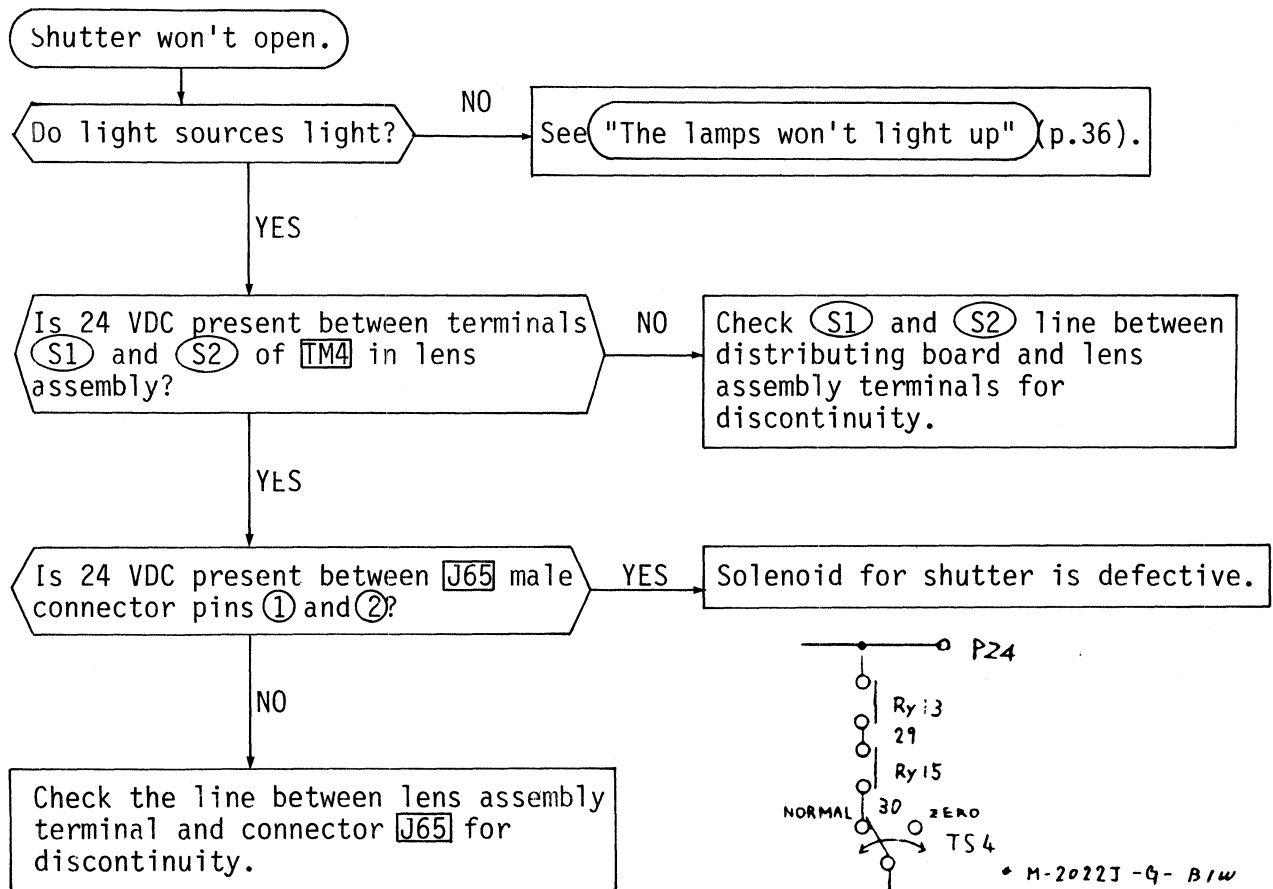 Shutter won't open.
Do light sources light?
NO
See "The lamps won't light up" (p.36).
YES
Is 24 VDC present between terminals
S1 and S2 of TM4 in lens
assembly?
NO
Check S1 and S2 line between
distributing board and lens
assembly terminals for
discontinuity.
YES
Is 24 VDC present between J65 male
connector pins 1 and 2?
YES
Solenoid for shutter is defective.
NO
Check the line between lens assembly
terminal and connector J65 for
discontinuity.
P24
Ry13
29
Ry15
30
NORMAL
ZERO
TS4
M-2022J-G-B/W